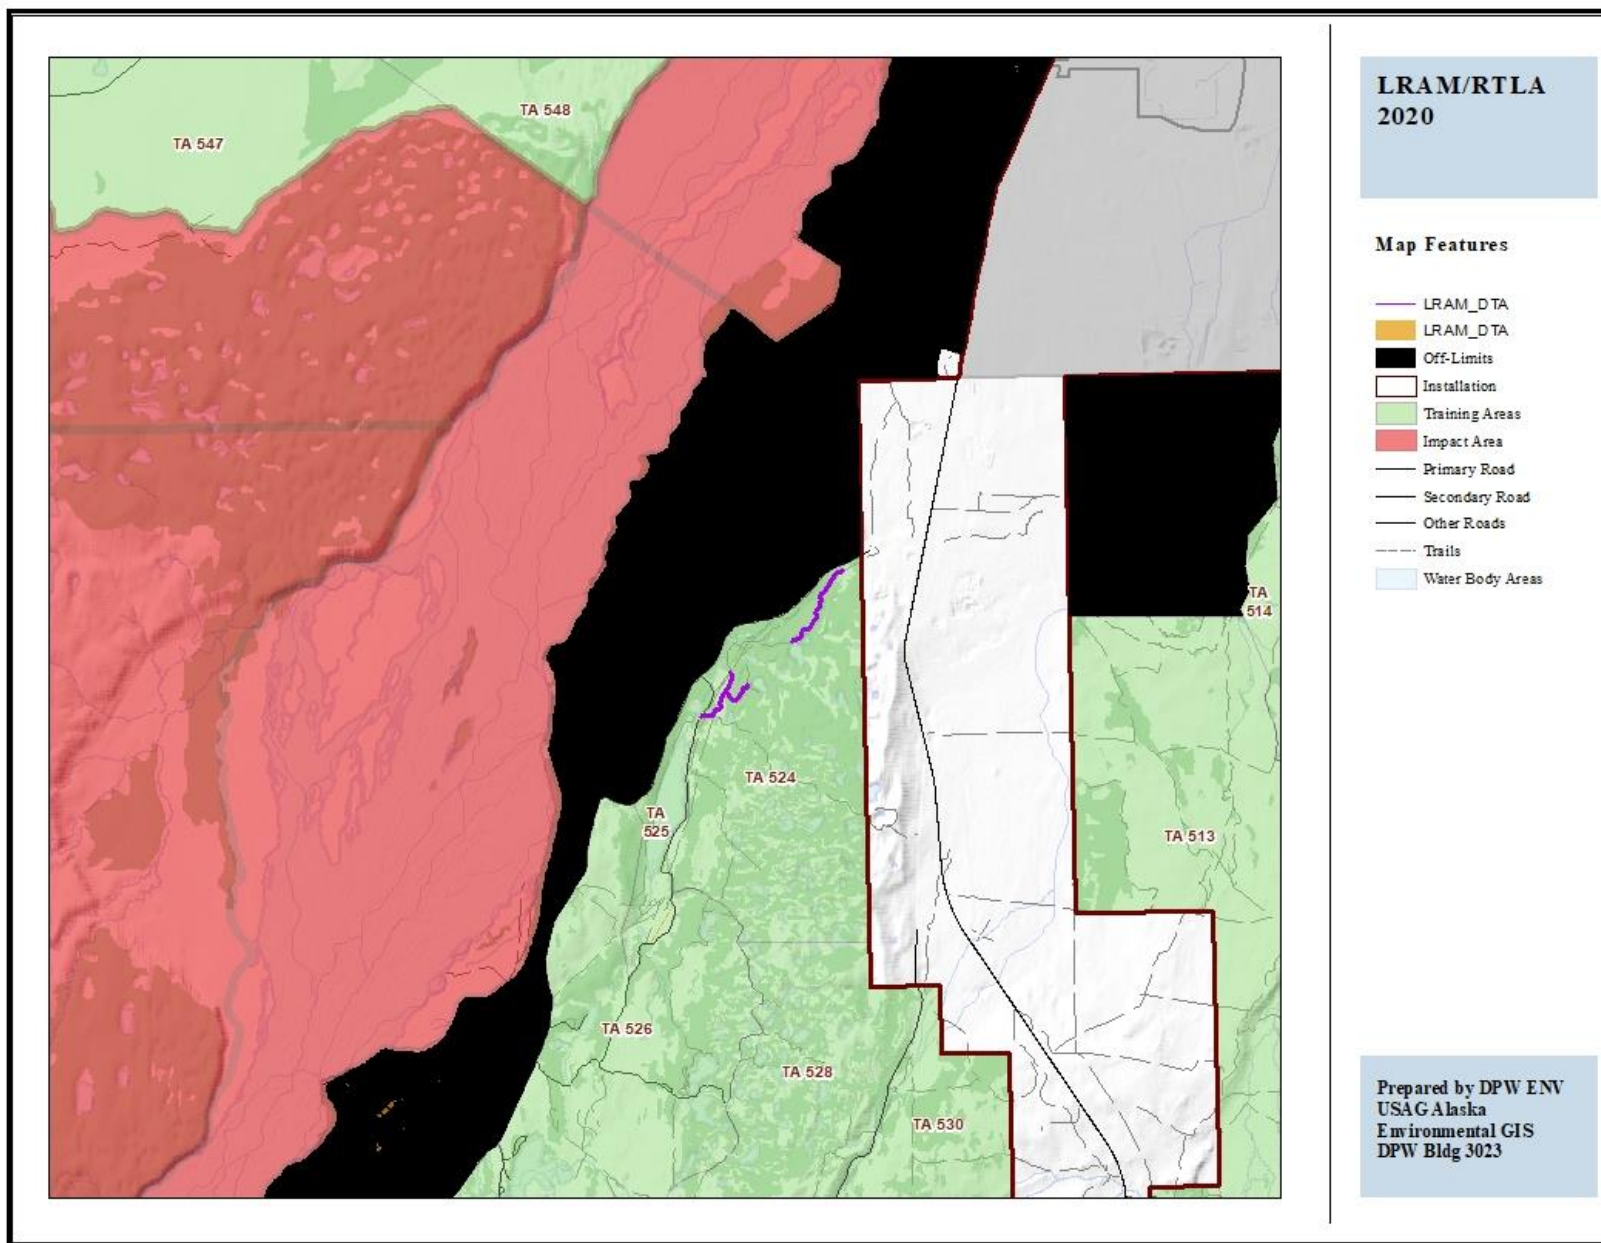 LRAM/RTLA
2020
Map Features
LRAM_DTA
LRAM_DTA
Off-Limits
Installation
Training Areas
Impact Area
Primary Road
Secondary Road
Other Roads
Trails
Water Body Areas
Prepared by DPW ENV
USAG Alaska
Environmental GIS
DPW Bldg 3023
TA 548
TA 547
TA
514
TA 524
TA
525
TA 513
TA 526
TA 528
TA 530